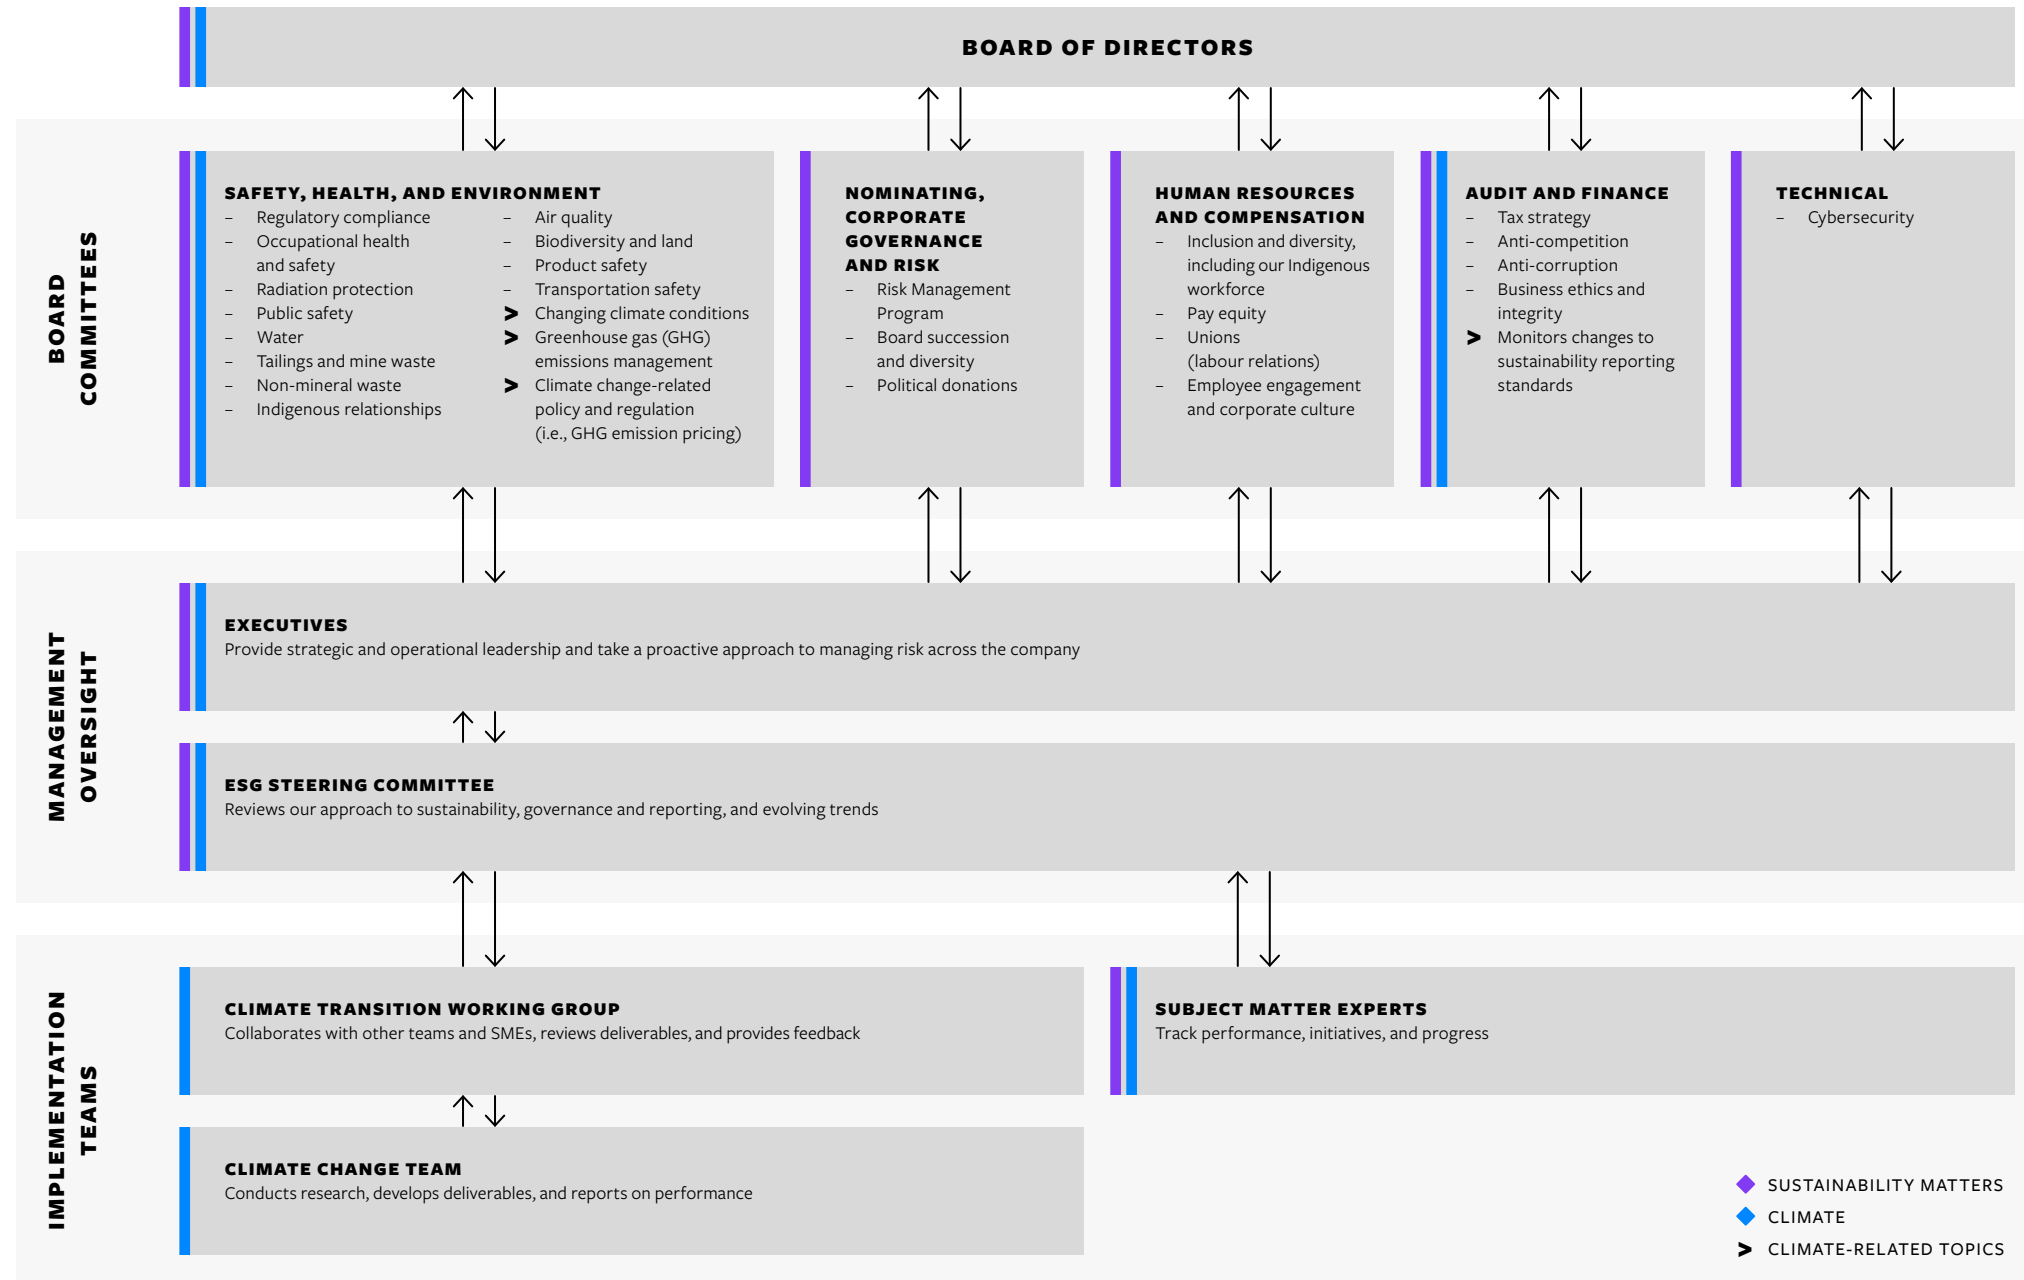 BOARD OF DIRECTORS
BOARD
COMMITTEES
SAFETY, HEALTH, AND ENVIRONMENT
– Regulatory compliance
– Occupational health
and safety
– Radiation protection
– Public safety
– Water
– Tailings and mine waste
– Non-mineral waste
– Indigenous relationships
– Air quality
– Biodiversity and land
– Product safety
– Transportation safety
> Changing climate conditions
> Greenhouse gas (GHG)
emissions management
> Climate change-related
policy and regulation
(i.e., GHG emission pricing)
NOMINATING,
CORPORATE
GOVERNANCE
AND RISK
– Risk Management
Program
– Board succession
and diversity
– Political donations
HUMAN RESOURCES
AND COMPENSATION
– Inclusion and diversity,
including our Indigenous
workforce
– Pay equity
– Unions
(labour relations)
– Employee engagement
and corporate culture
AUDIT AND FINANCE
– Tax strategy
– Anti-competition
– Anti-corruption
– Business ethics and
integrity
> Monitors changes to
sustainability reporting
standards
TECHNICAL
– Cybersecurity
MANAGEMENT
OVERSIGHT
EXECUTIVES
Provide strategic and operational leadership and take a proactive approach to managing risk across the company
ESG STEERING COMMITTEE
Reviews our approach to sustainability, governance and reporting, and evolving trends
IMPLEMENTATION
TEAMS
CLIMATE TRANSITION WORKING GROUP
Collaborates with other teams and SMEs, reviews deliverables, and provides feedback
SUBJECT MATTER EXPERTS
Track performance, initiatives, and progress
CLIMATE CHANGE TEAM
Conducts research, develops deliverables, and reports on performance
SUSTAINABILITY MATTERS
CLIMATE
> CLIMATE-RELATED TOPICS